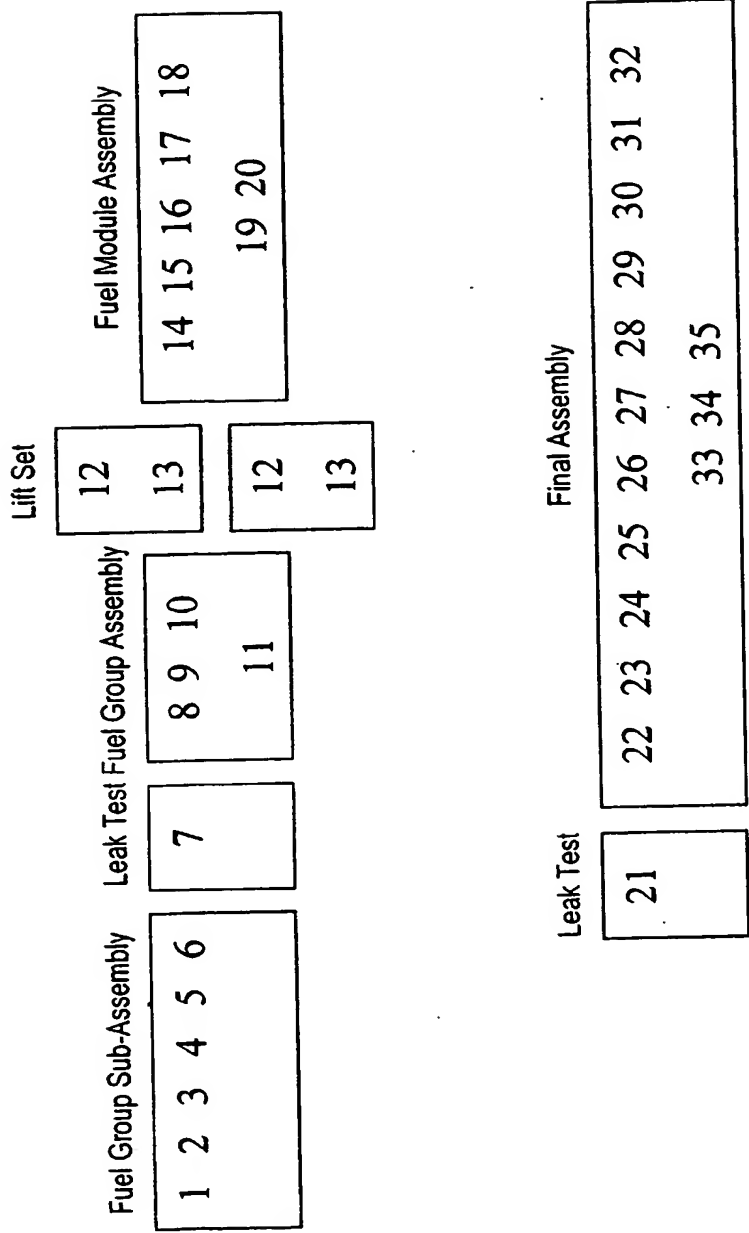 Fuel Group Sub-Assembly
1 2 3 4 5 6
Leak Test
7
Fuel Group Assembly
8 9 10
11
Lift Set
12
13
12
13
Fuel Module Assembly
14 15 16 17 18
19 20
Leak Test
21
Final Assembly
22 23 24 25 26 27 28 29 30 31 32
33 34 35